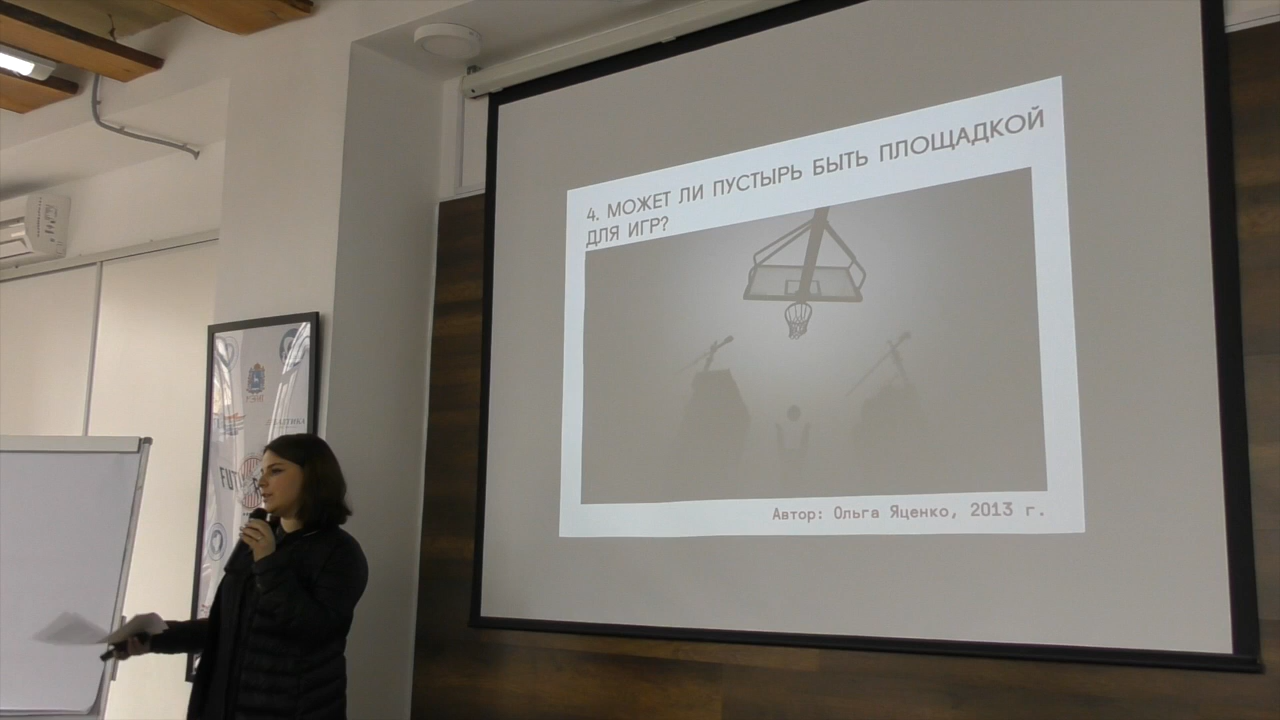 4. МОЖЕТ ЛИ ПУСТЫРЬ БЫТЬ ПЛОЩАДКОЙ
ДЛЯ ИГР?
Автор: Ольга Яценко, 2013 г.